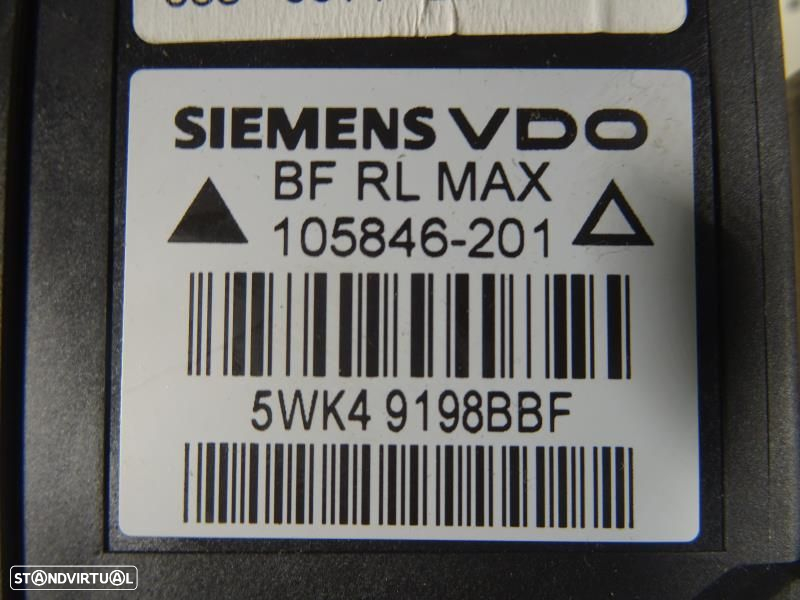 SIEMENS VDO
BF RL MAX
105846-201
5WK4 9198BBF
STANDVIRTUAL